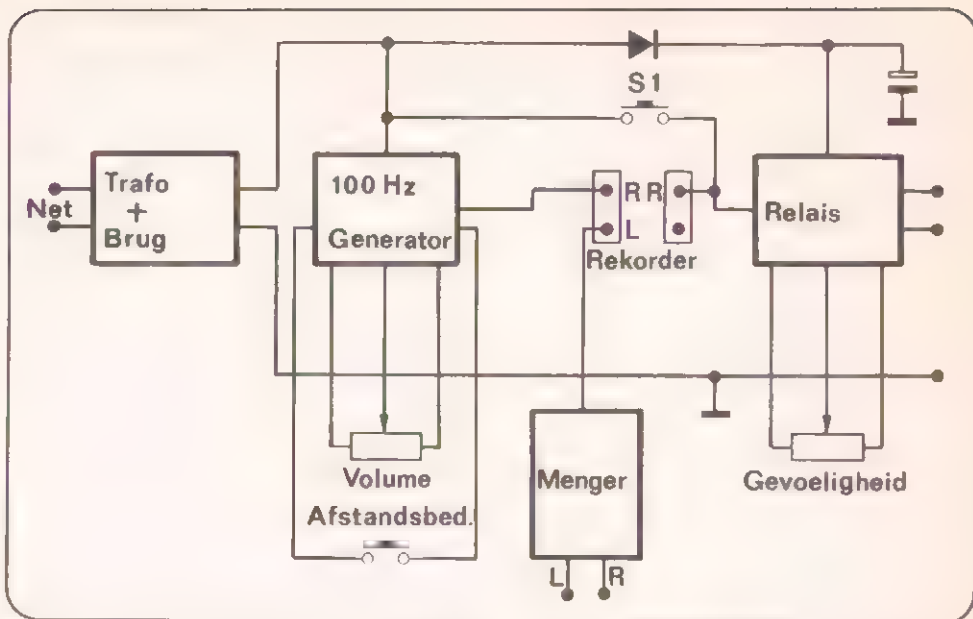 S1
Trafo
+
Brug
Net
100 Hz
Generator
R R
L
Rekorder
Relais
Volume
Afstandsbed.
Menger
L R
Gevoeligheid